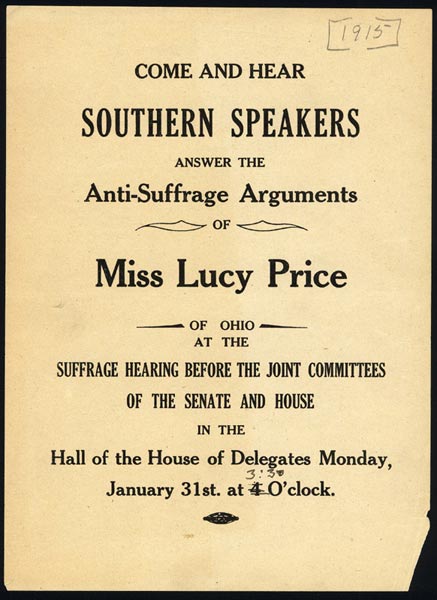 [1915]
COME AND HEAR
SOUTHERN SPEAKERS
ANSWER THE
Anti-Suffrage Arguments
OF
Miss Lucy Price
OF OHIO
AT THE
SUFFRAGE HEARING BEFORE THE JOINT COMMITTEES
OF THE SENATE AND HOUSE
IN THE
Hall of the House of Delegates Monday,
3:30
January 31st. at 4 O'clock.